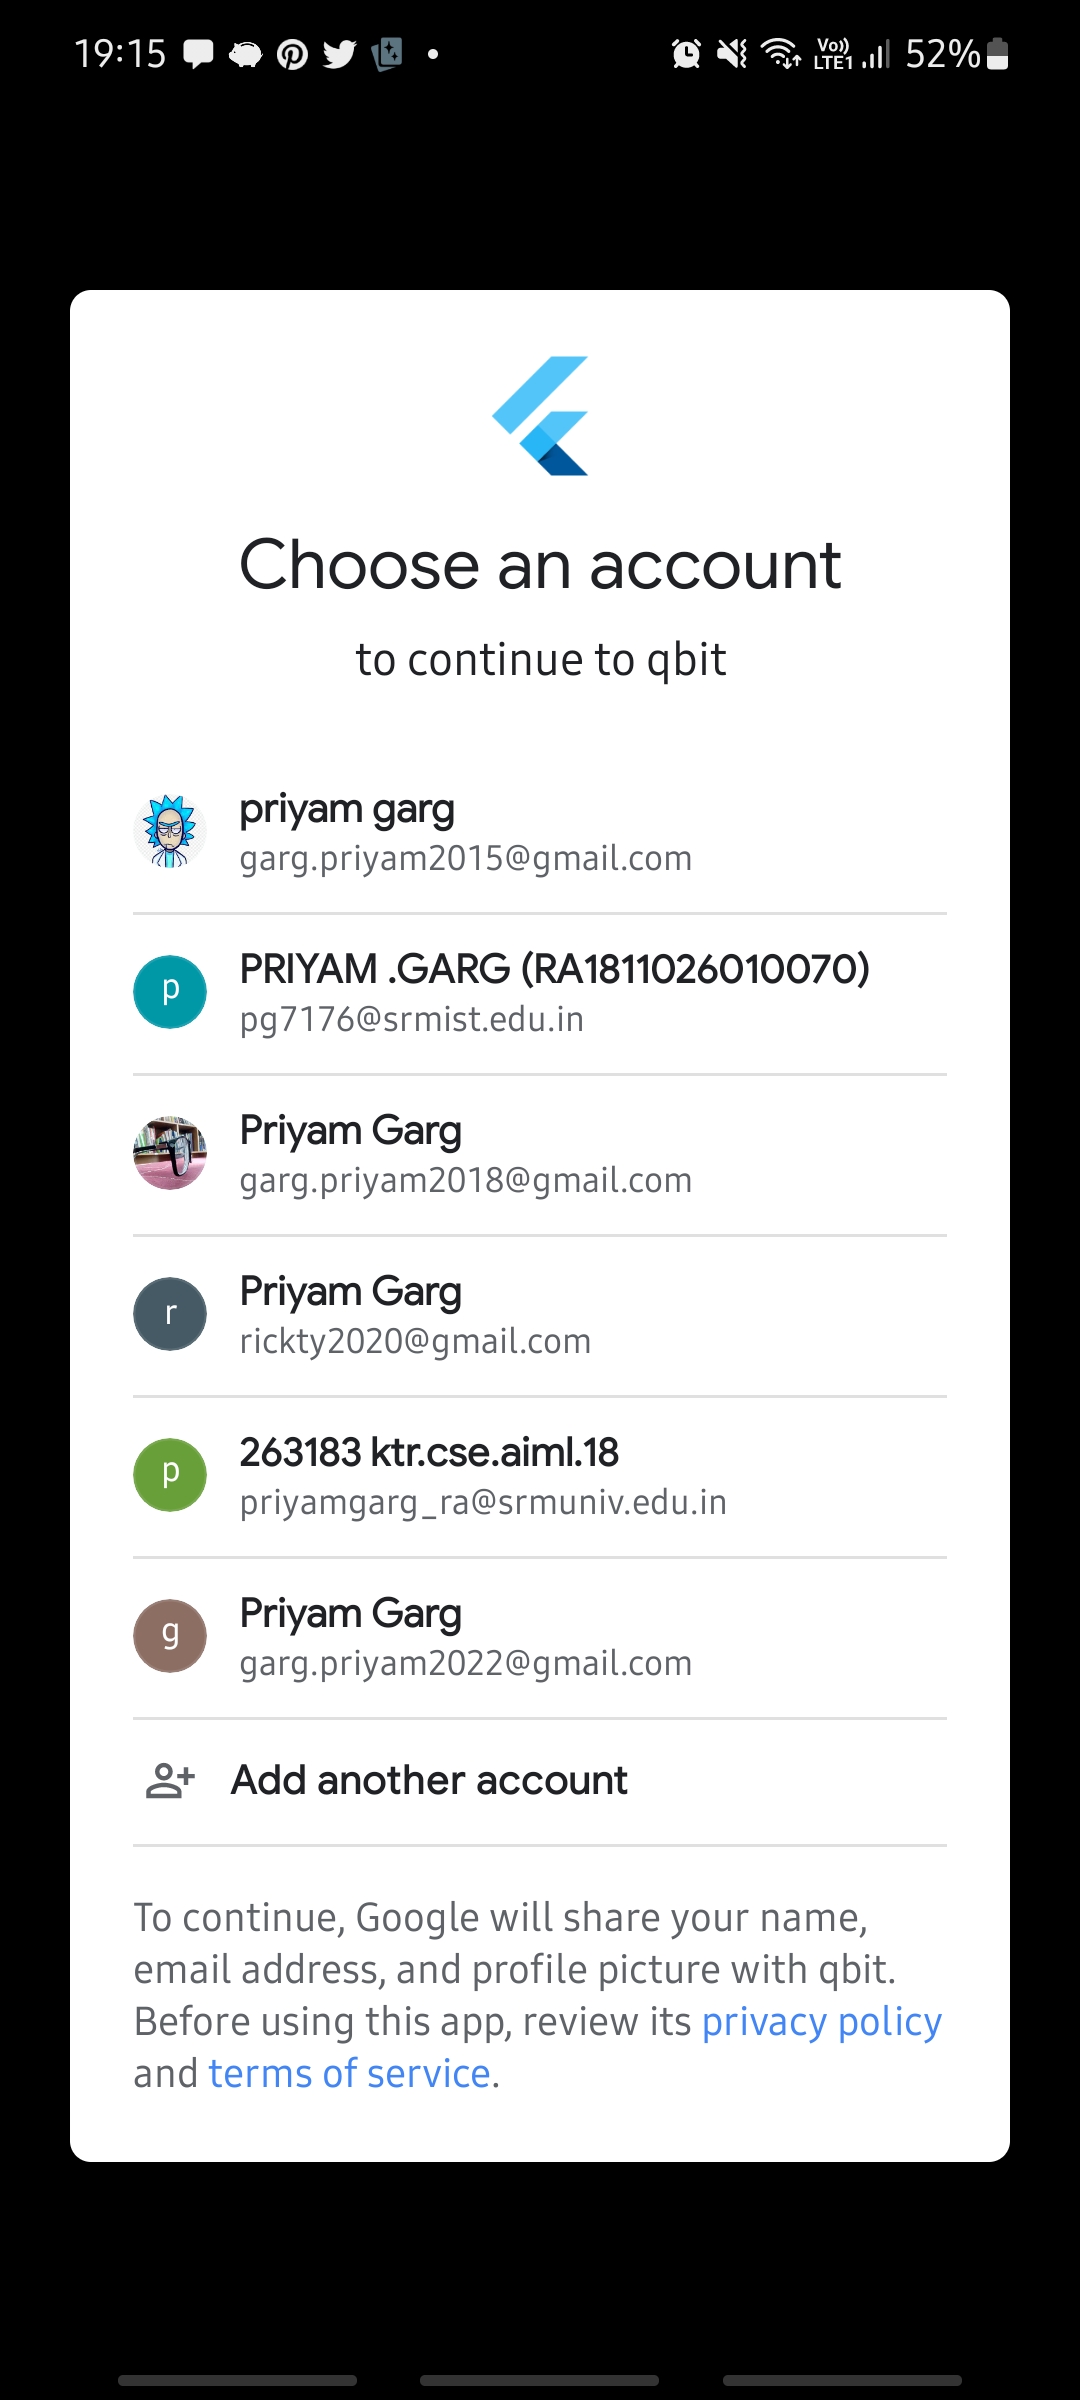 19:15
Vo)) LTE1 52%
Choose an account
to continue to qbit
priyam garg
garg.priyam2015@gmail.com
p
PRIYAM .GARG (RA1811026010070)
pg7176@srmist.edu.in
Priyam Garg
garg.priyam2018@gmail.com
r
Priyam Garg
rickty2020@gmail.com
p
263183 ktr.cse.aiml.18
priyamgarg_ra@srmuniv.edu.in
g
Priyam Garg
garg.priyam2022@gmail.com
Add another account
To continue, Google will share your name,
email address, and profile picture with qbit.
Before using this app, review its privacy policy
and terms of service.